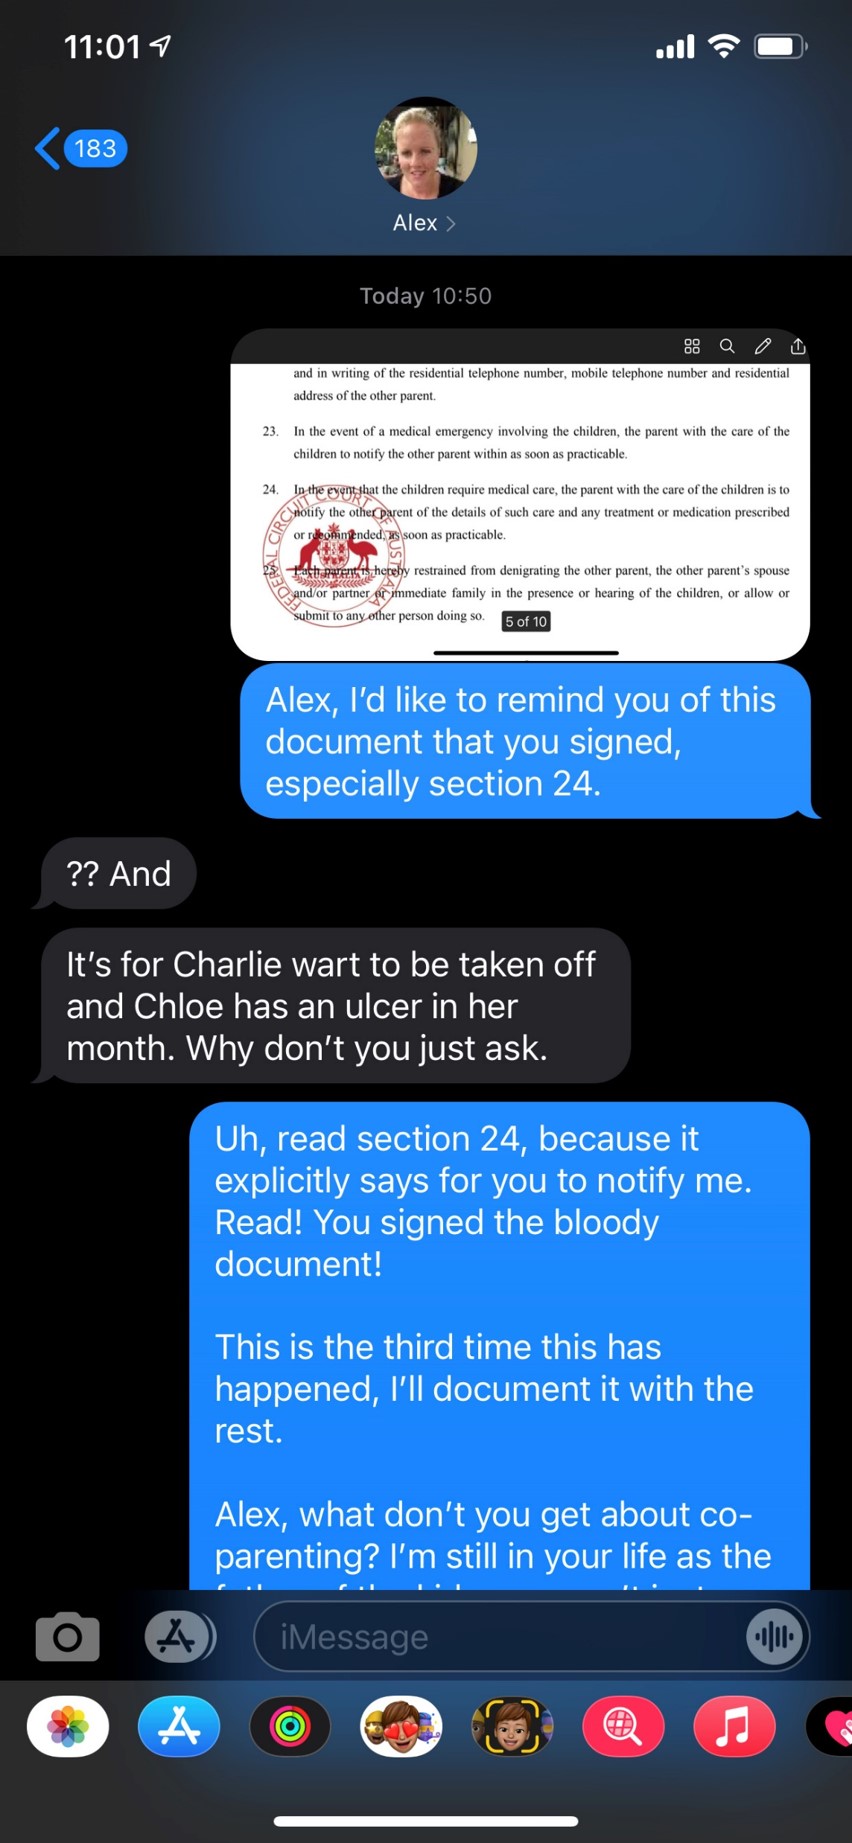 11:01
183
Alex
Today 10:50
and in writing of the residential telephone number, mobile telephone number and residential
address of the other parent.
23. In the event of a medical emergency involving the children, the parent with the care of the
children to notify the other parent within as soon as practicable.
24. In the event that the children require medical care, the parent with the care of the children is to
notify the other parent of the details of such care and any treatment or medication prescribed
or recommended, as soon as practicable.
25. Each parent is hereby restrained from denigrating the other parent, the other parent's spouse
and/or partner or immediate family in the presence or hearing of the children, or allow or
submit to any other person doing so.
FEDERAL CIRCUIT COURT OF AUSTRALIA
AUSTRALIA
5 of 10
Alex, I'd like to remind you of this
document that you signed,
especially section 24.
?? And
It's for Charlie wart to be taken off
and Chloe has an ulcer in her
month. Why don't you just ask.
Uh, read section 24, because it
explicitly says for you to notify me.
Read! You signed the bloody
document!
This is the third time this has
happened, I'll document it with the
rest.
Alex, what don't you get about co-
parenting? I'm still in your life as the
iMessage